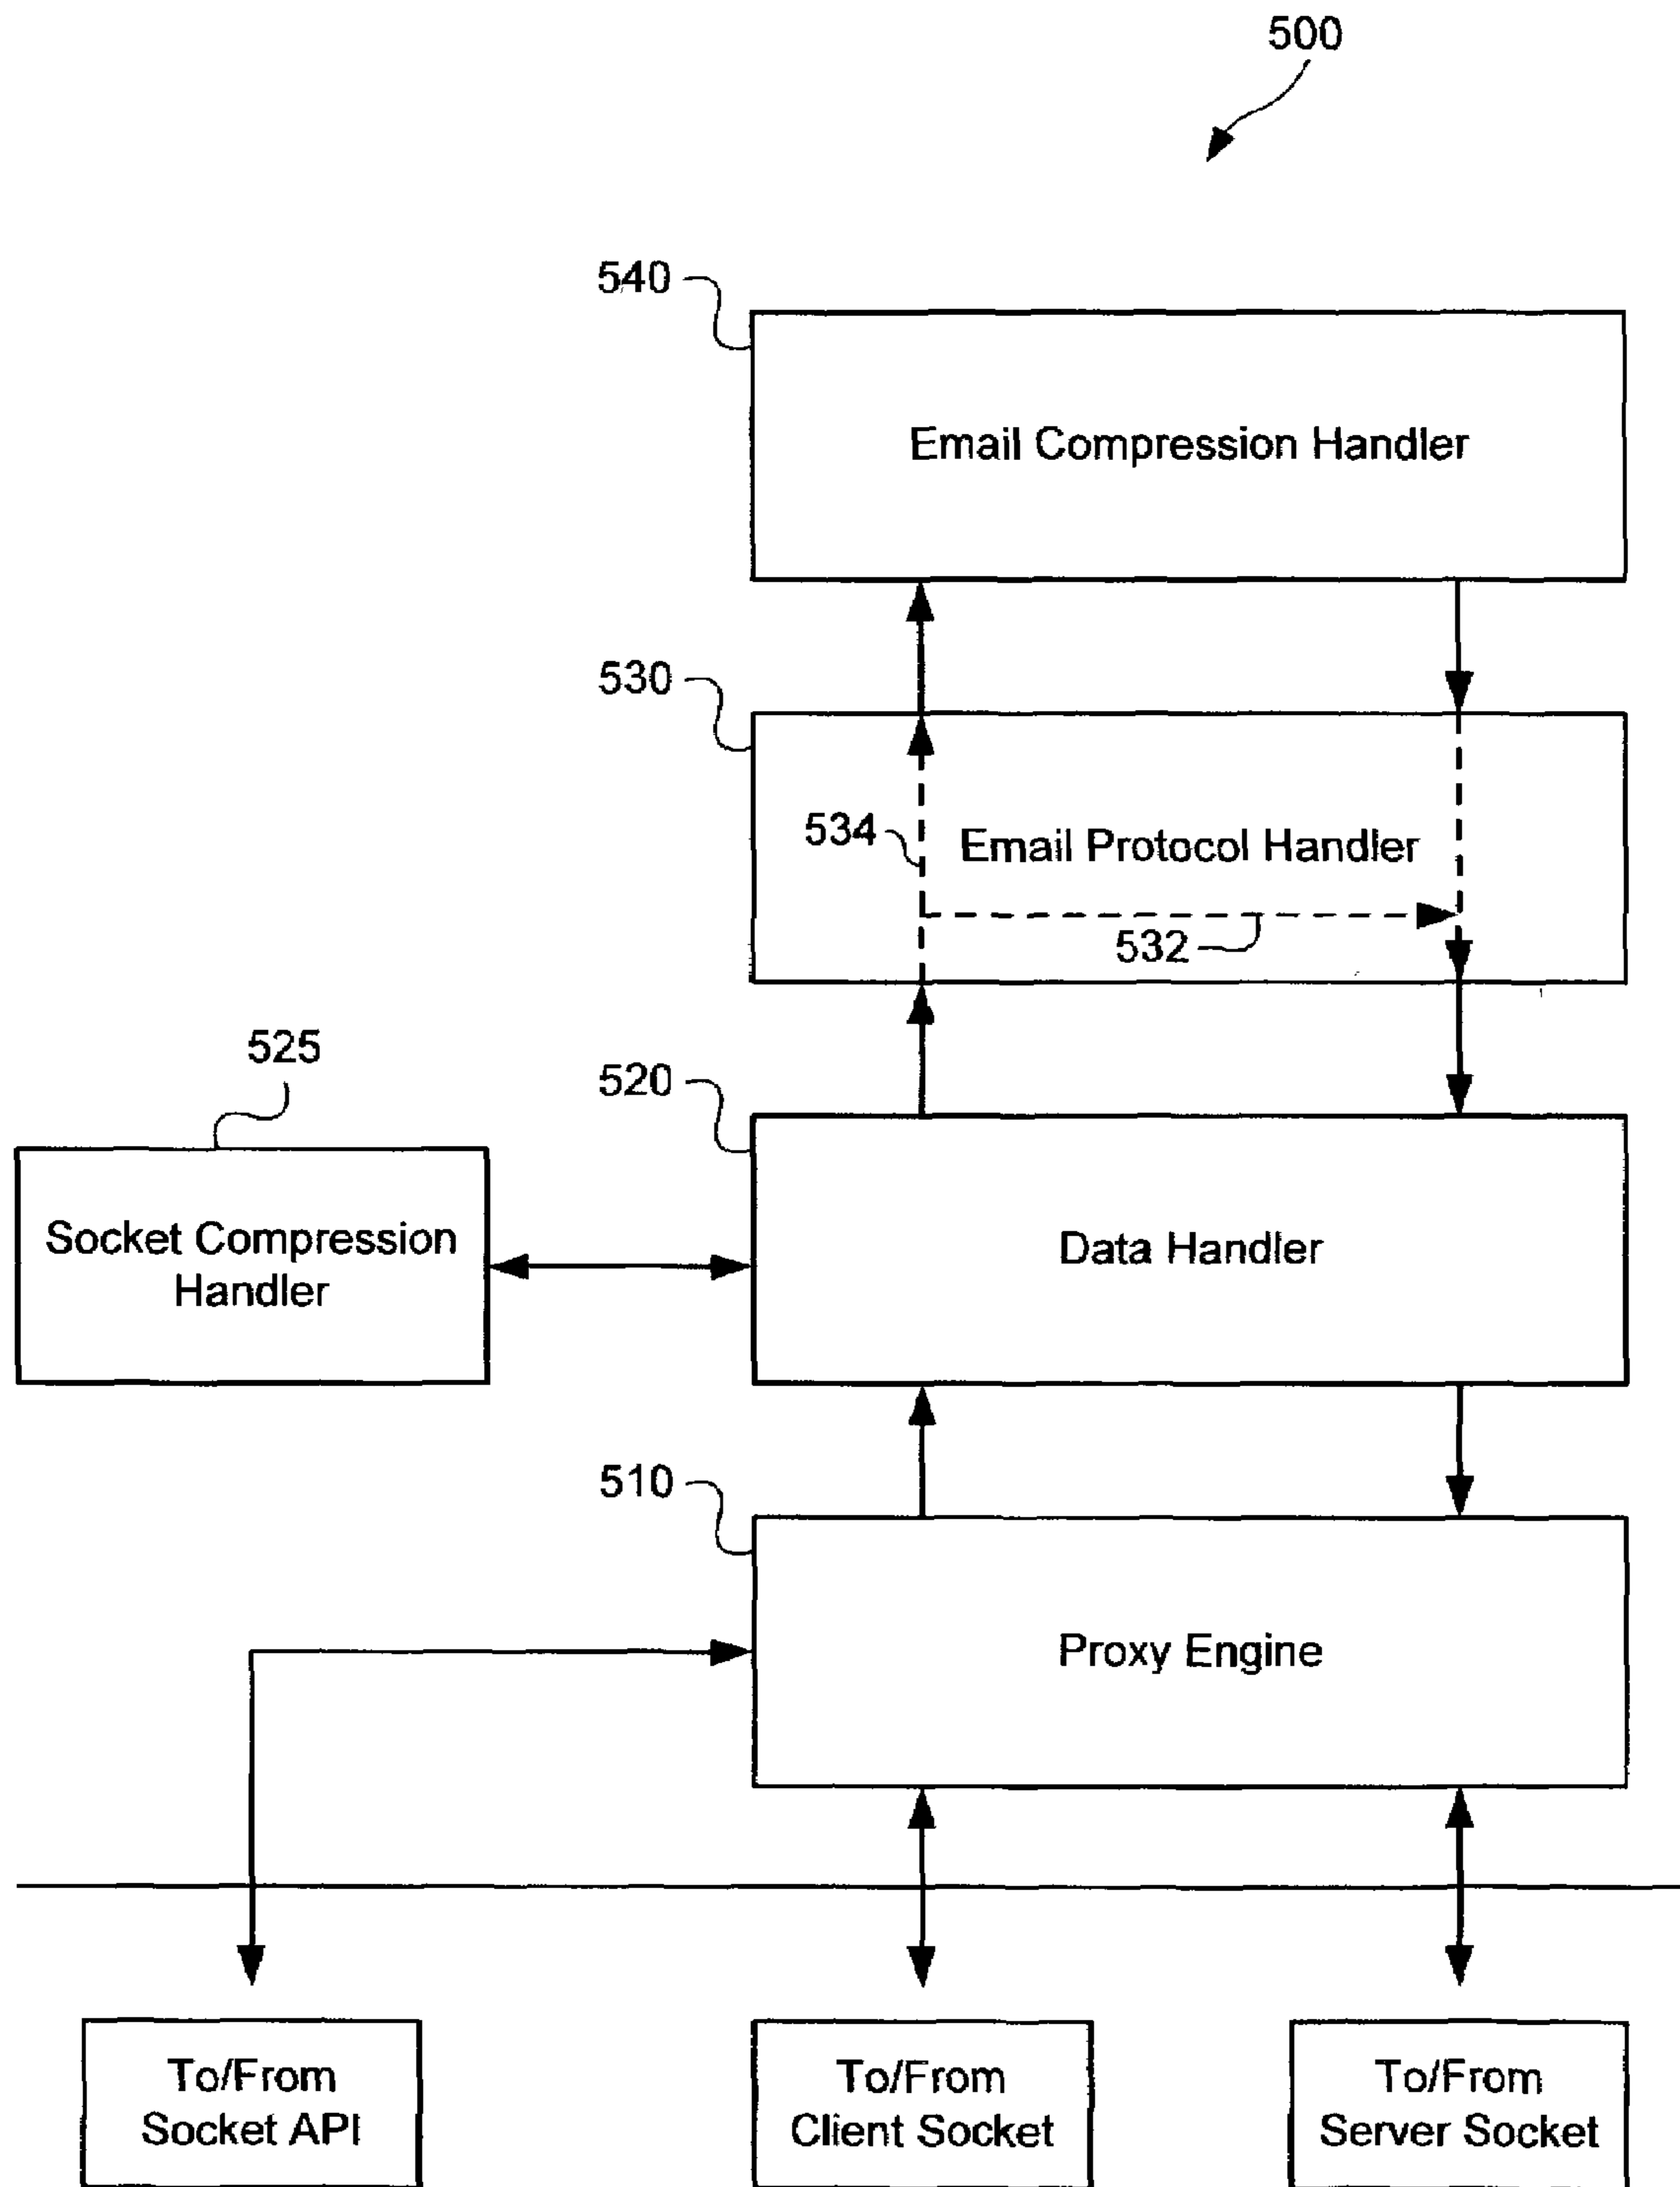 500
540
Email Compression Handler
530
534
Email Protocol Handler
532
525
520
Socket Compression
Handler
Data Handler
510
Proxy Engine
To/From
Socket API
To/From
Client Socket
To/From
Server Socket